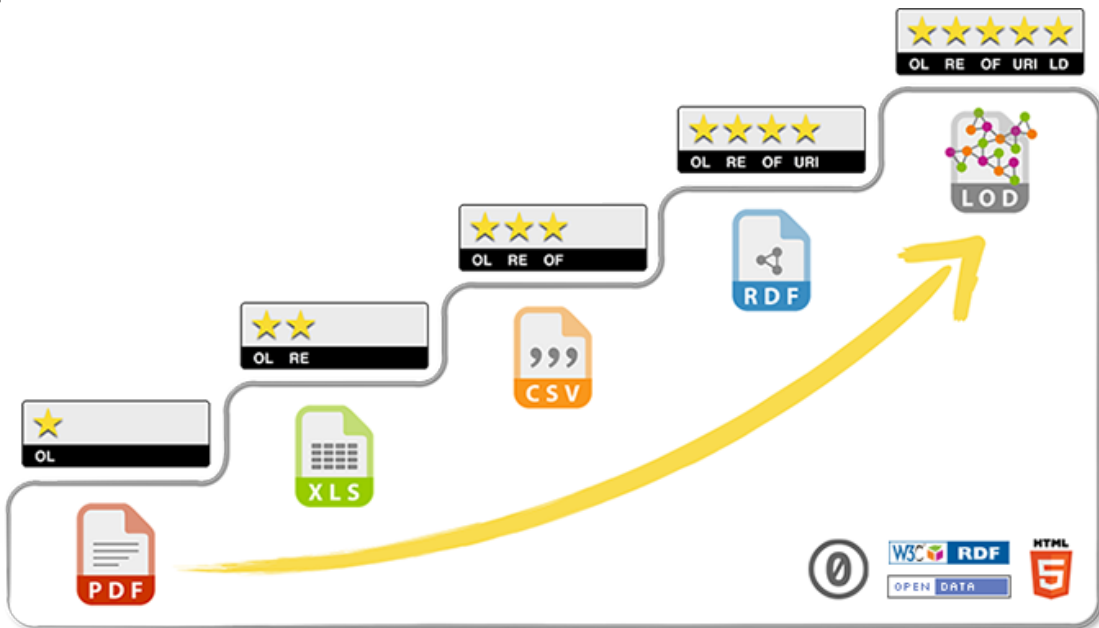 OL RE OF URI LD
LOD
OL RE OF URI
RDF
OL RE OF
,,,
CSV
OL RE
XLS
OL
PDF
0
W3C RDF
OPEN DATA
HTML
5